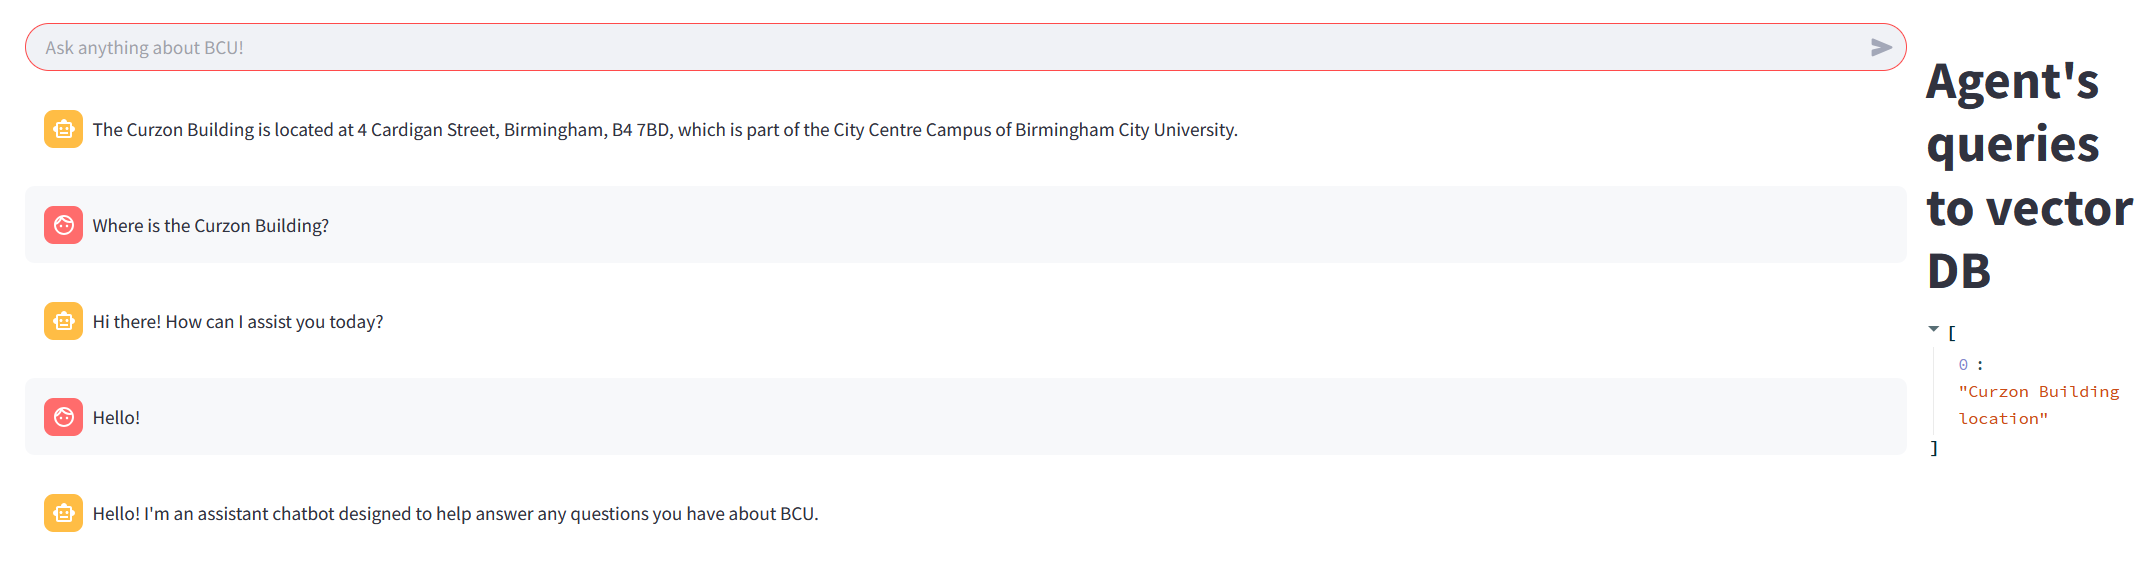 Ask anything about BCU!
The Curzon Building is located at 4 Cardigan Street, Birmingham, B4 7BD, which is part of the City Centre Campus of Birmingham City University.
Where is the Curzon Building?
Hi there! How can I assist you today?
Hello!
Hello! I'm an assistant chatbot designed to help answer any questions you have about BCU.
Agent's
queries
to vector
DB
[
0 :
"Curzon Building
location"
]